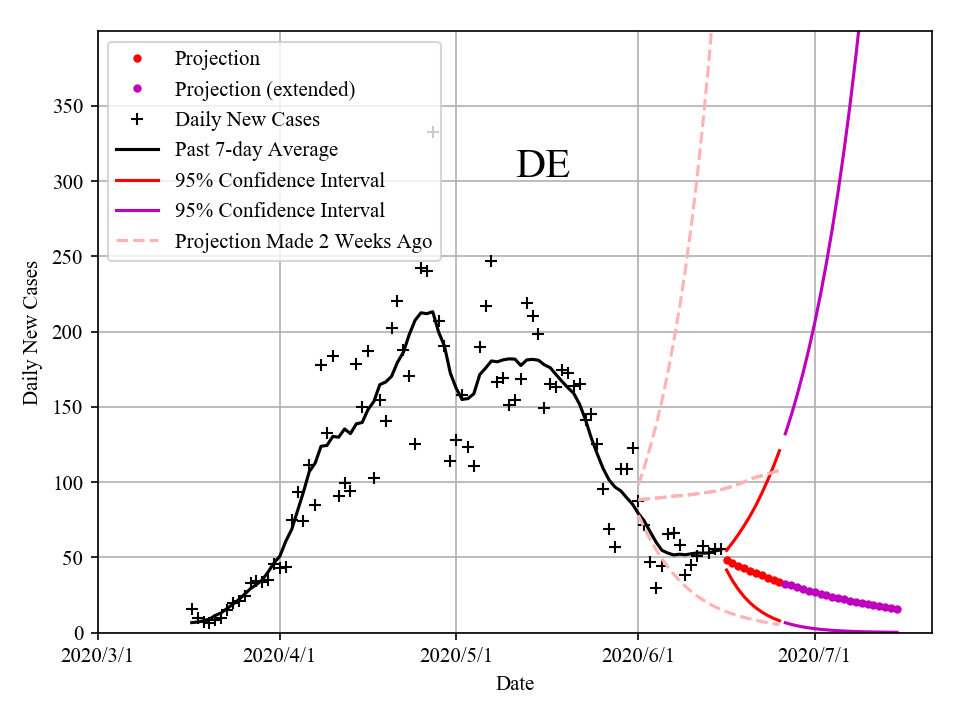 Projection
Projection (extended)
Daily New Cases
Past 7-day Average
95% Confidence Interval
95% Confidence Interval
Projection Made 2 Weeks Ago
DE
Daily New Cases
350
300
250
200
150
100
50
0
2020/3/1
2020/4/1
2020/5/1
2020/6/1
2020/7/1
Date